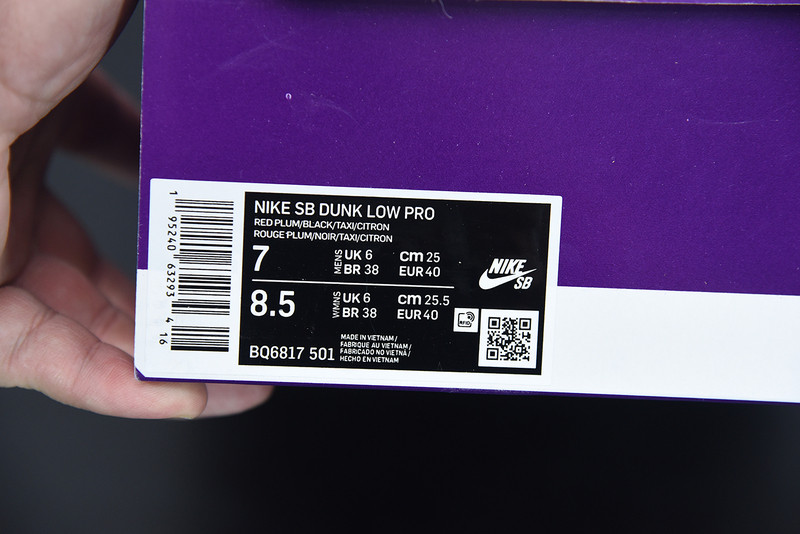 1 95240 63293 4 16
NIKE SB DUNK LOW PRO
RED PLUM/BLACK/TAXI/CITRON
ROUGE PLUM/NOIR/TAXI/CITRON
7 MENS UK 6 cm 25
BR 38 EUR 40
8.5 WMNS UK 6 cm 25.5
BR 38 EUR 40
BQ6817 501
MADE IN VIETNAM /
FABRIQUE AU VIETNAM /
FABRICADO NO VIETNÃ /
HECHO EN VIETNAM
RFID
NIKE
SB